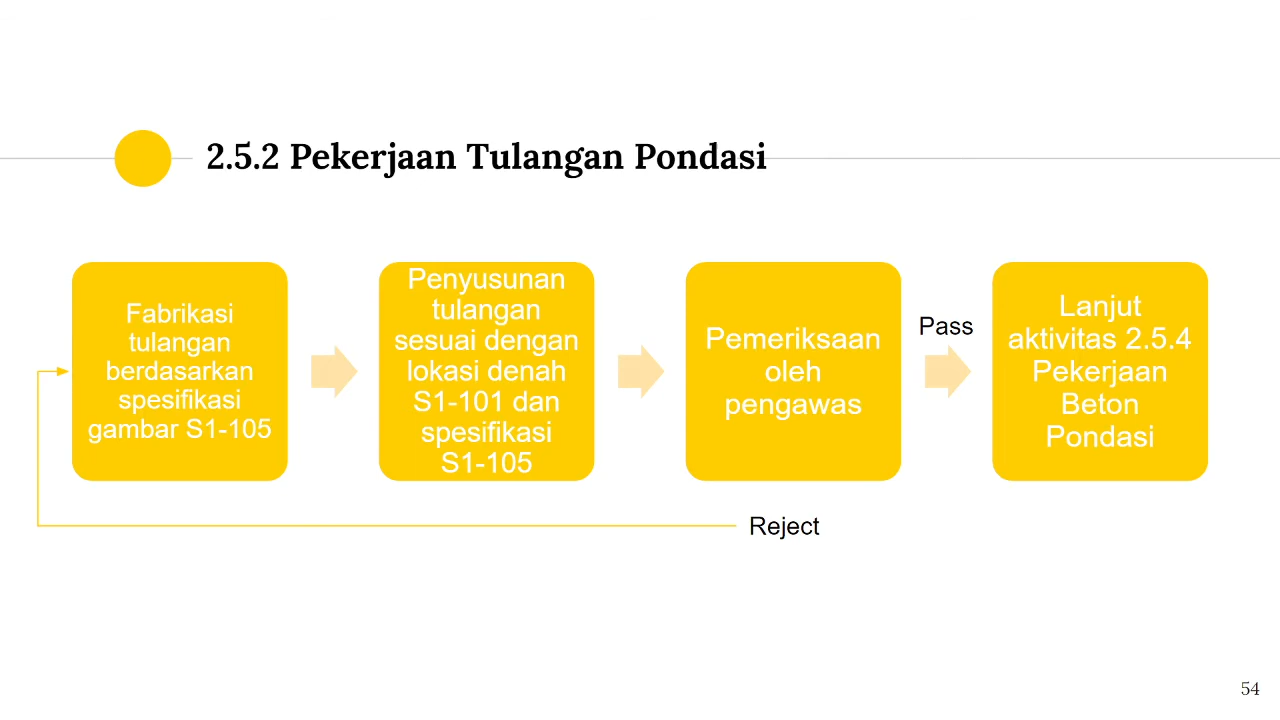 2.5.2 Pekerjaan Tulangan Pondasi
Fabrikasi
tulangan
berdasarkan
spesifikasi
gambar S1-105
Penyusunan
tulangan
sesuai dengan
lokasi denah
S1-101 dan
spesifikasi
S1-105
Pemeriksaan
oleh
pengawas
Pass
Lanjut
aktivitas 2.5.4
Pekerjaan
Beton
Pondasi
Reject
54